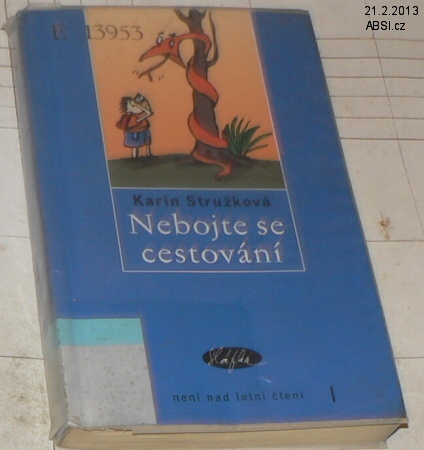 21.2.2013
ABSI.cz
E 13953
Karin Stružková
Nebojte se
cestování
není nad letní čtení